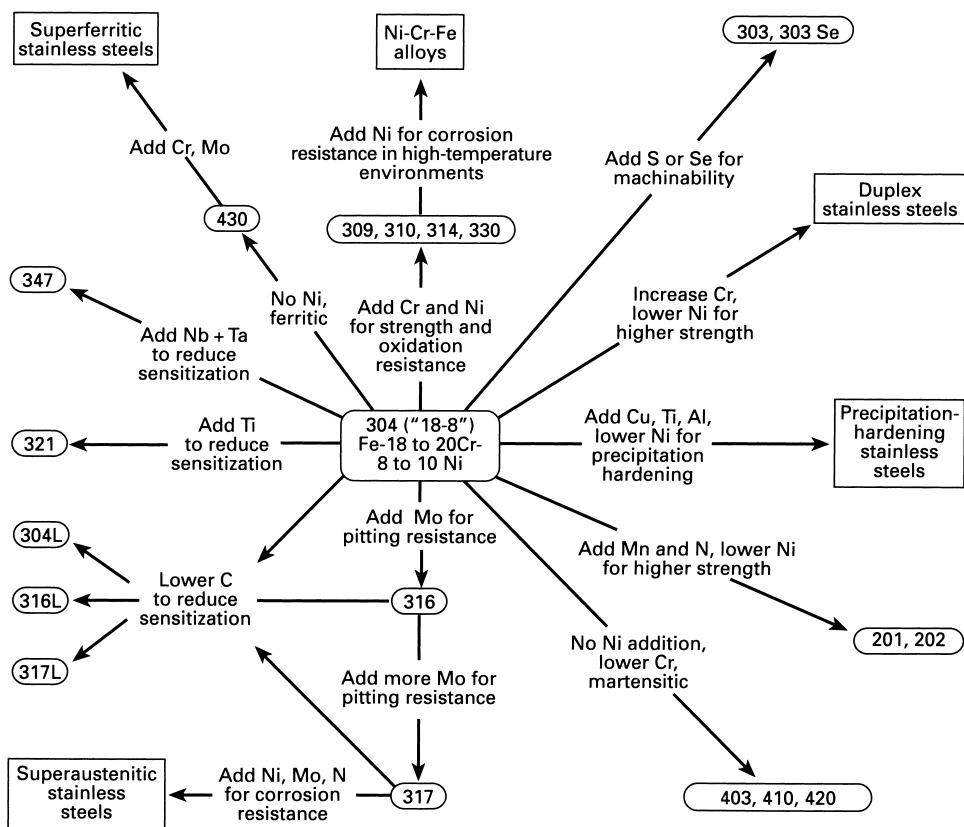 Superferritic
stainless steels
Ni-Cr-Fe
alloys
303, 303 Se
Add Cr, Mo
Add Ni for corrosion
resistance in high-temperature
environments
Add S or Se for
machinability
Duplex
stainless steels
430
309, 310, 314, 330
347
No Ni,
ferritic
Add Cr and Ni
for strength and
oxidation
resistance
Increase Cr,
lower Ni for
higher strength
Add Nb + Ta
to reduce
sensitization
321
Add Ti
to reduce
sensitization
304 ("18-8")
Fe-18 to 20Cr-
8 to 10 Ni
Add Cu, Ti, Al,
lower Ni for
precipitation
hardening
Precipitation-
hardening
stainless
steels
Add Mo for
pitting resistance
304L
316L
317L
Lower C
to reduce
sensitization
316
Add Mn and N, lower Ni
for higher strength
201, 202
No Ni addition,
lower Cr,
martensitic
Add more Mo for
pitting resistance
Superaustenitic
stainless
steels
Add Ni, Mo, N
for corrosion
resistance
317
403, 410, 420